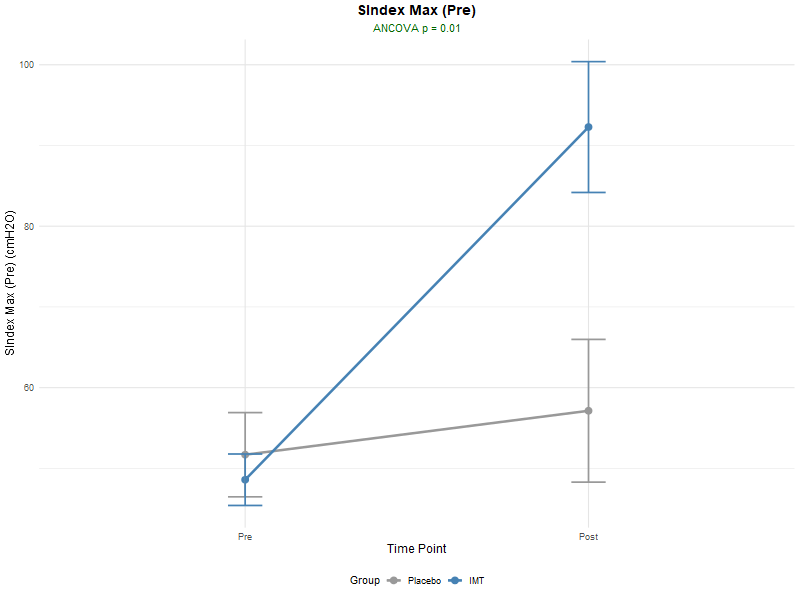 SIndex Max (Pre)
ANCOVA p = 0.01
SIndex Max (Pre) (cmH2O)
100
80
60
Pre
Post
Time Point
Group Placebo IMT